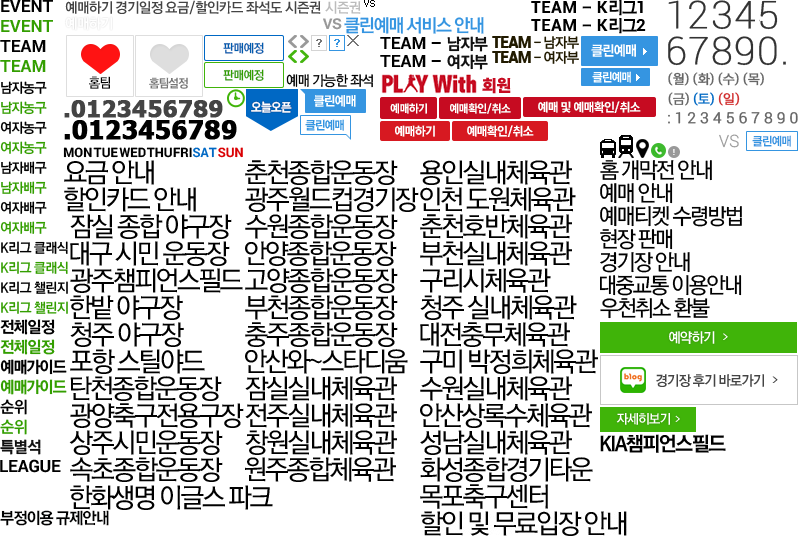 EVENT
EVENT
TEAM
TEAM
남자농구
남자농구
여자농구
여자농구
남자배구
남자배구
여자배구
여자배구
K리그 클래식
K리그 클래식
K리그 챌린지
K리그 챌린지
전체일정
전체일정
예매가이드
예매가이드
순위
순위
특별석
LEAGUE
부정이용 규제안내
예매하기 경기일정 요금/할인카드 좌석도 시즌권 시즌권 VS
예매하기
VS 클린예매 서비스 안내
홈팀
홈팀설정
판매예정
판매예정
? ?
예매 가능한 좌석
.0123456789
.0123456789
오늘오픈
클린예매
클린예매
MON TUE WED THU FRI SAT SUN
TEAM - K리그1
TEAM - K리그2
TEAM - 남자부
TEAM - 여자부
TEAM - 남자부
TEAM - 여자부
클린예매
클린예매
PLAY With 회원
예매하기
예매확인/취소
예매 및 예매확인/취소
예매하기
예매확인/취소
12345
67890.
(월) (화) (수) (목)
(금) (토) (일)
: 1 2 3 4 5 6 7 8 9 0
VS 클린예매
요금 안내
할인카드 안내
잠실 종합 야구장
대구 시민 운동장
광주챔피언스필드
한밭 야구장
청주 야구장
포항 스틸야드
탄천종합운동장
광양축구전용구장
상주시민운동장
속초종합운동장
한화생명 이글스 파크
춘천종합운동장
광주월드컵경기장
수원종합운동장
안양종합운동장
고양종합운동장
부천종합운동장
충주종합운동장
안산와~스타디움
잠실실내체육관
전주실내체육관
창원실내체육관
원주종합체육관
용인실내체육관
인천 도원체육관
춘천호반체육관
부천실내체육관
구리시체육관
청주 실내체육관
대전충무체육관
구미 박정희체육관
수원실내체육관
안산상록수체육관
성남실내체육관
화성종합경기타운
목포축구센터
할인 및 무료입장 안내
홈 개막전 안내
예매 안내
예매티켓 수령방법
현장 판매
경기장 안내
대중교통 이용안내
우천취소 환불
예약하기 >
blog 경기장 후기 바로가기 >
자세히보기 >
KIA챔피언스필드